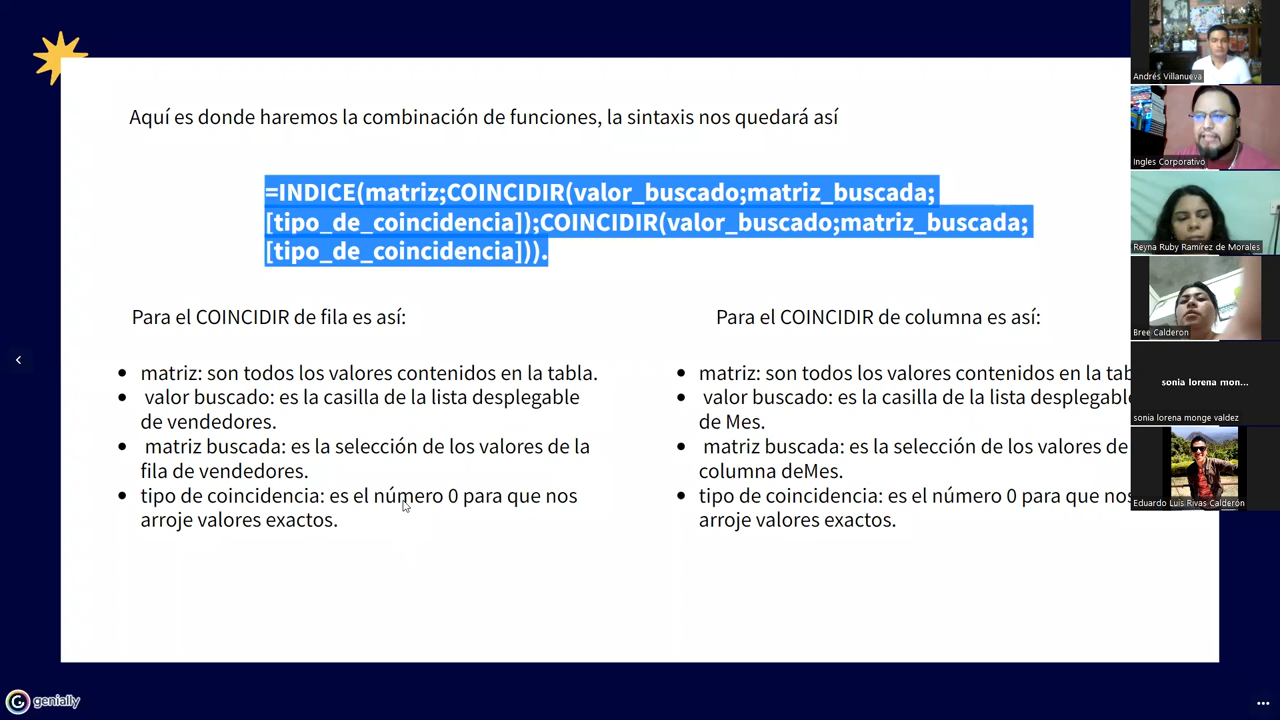 Aquí es donde haremos la combinación de funciones, la sintaxis nos quedará así
=INDICE(matriz;COINCIDIR(valor_buscado;matriz_buscada;
[tipo_de_coincidencia]);COINCIDIR(valor_buscado;matriz_buscada;
[tipo_de_coincidencia])).
Para el COINCIDIR de fila es así:
matriz: son todos los valores contenidos en la tabla.
valor buscado: es la casilla de la lista desplegable
de vendedores.
matriz buscada: es la selección de los valores de la
fila de vendedores.
tipo de coincidencia: es el número 0 para que nos
arroje valores exactos.
Para el COINCIDIR de columna es así:
matriz: son todos los valores contenidos en la tab
valor buscado: es la casilla de la lista desplegable
de Mes.
matriz buscada: es la selección de los valores de
columna deMes.
tipo de coincidencia: es el número 0 para que nos
arroje valores exactos.
Andrés Villanueva
Ingles Corporativo
Reyna Ruby Ramírez de Morales
Bree Calderon
sonia lorena mon...
sonia lorena monge valdez
Eduardo Luis Rivas Calderón
genially